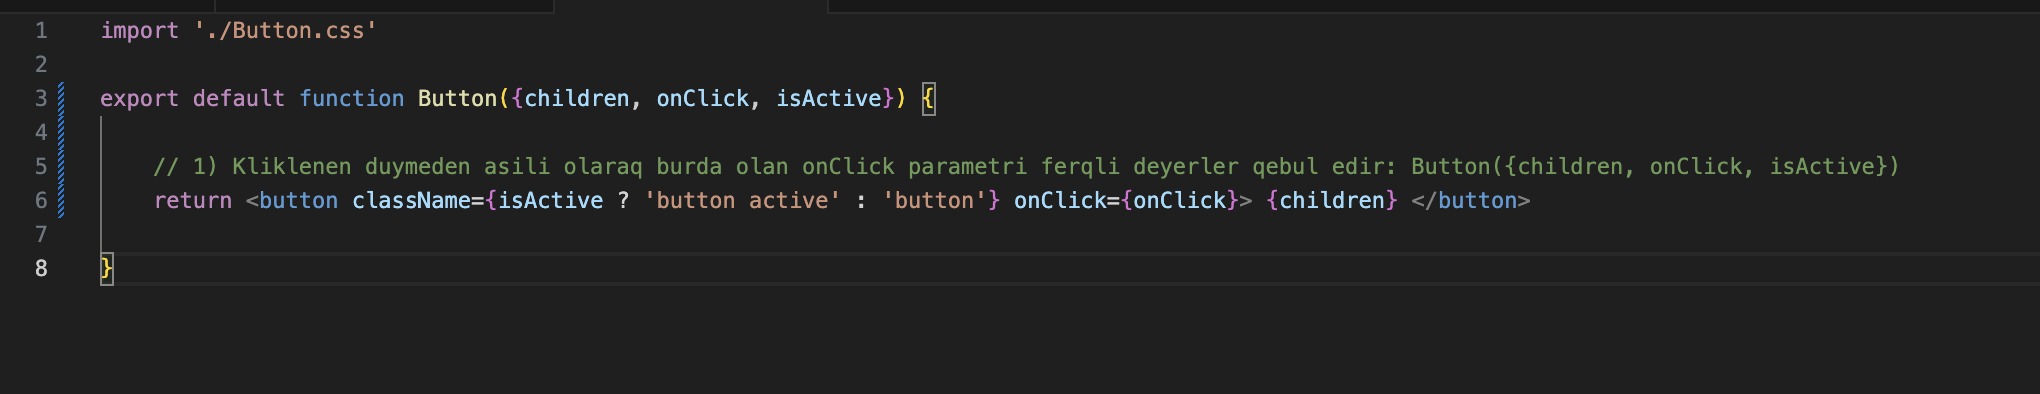 1 import './Button.css'
2
3 export default function Button({children, onClick, isActive}) {
4
5 // 1) Kliklenen duymeden asili olaraq burda olan onClick parametri ferqli deyerler qebul edir: Button({children, onClick, isActive})
6 return <button className={isActive ? 'button active' : 'button'} onClick={onClick}> {children} </button>
7
8 }